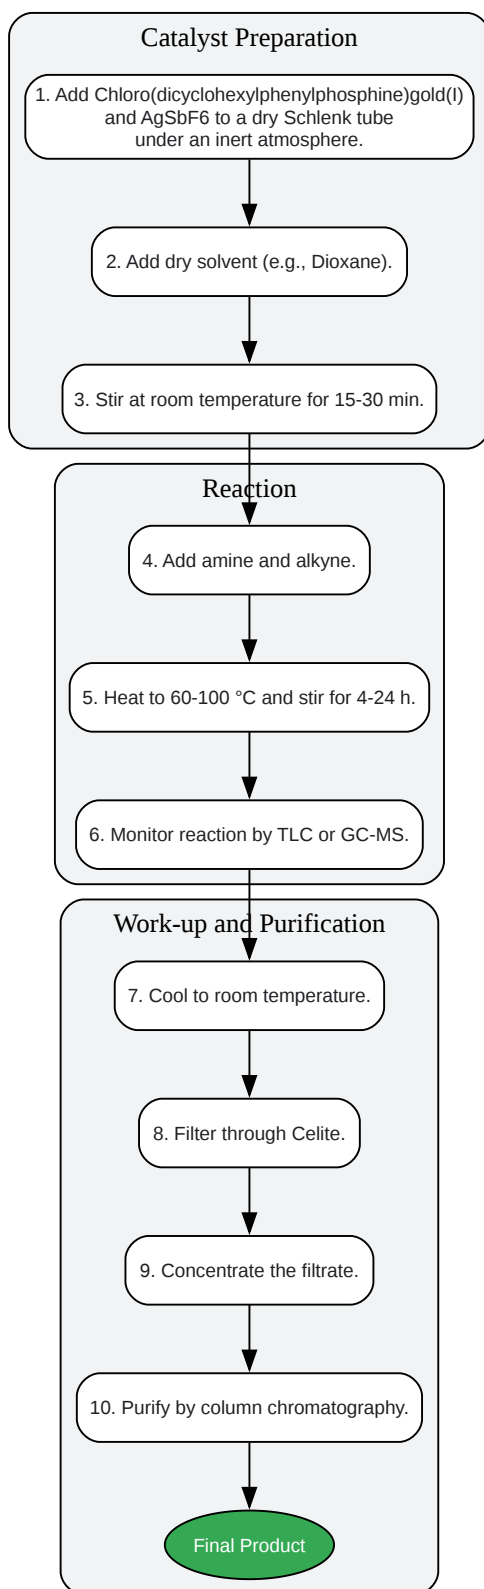 Catalyst Preparation
1. Add Chloro(dicyclohexylphenylphosphine)gold(I)
and AgSbF6 to a dry Schlenk tube
under an inert atmosphere.
2. Add dry solvent (e.g., Dioxane).
3. Stir at room temperature for 15-30 min.
Reaction
4. Add amine and alkyne.
5. Heat to 60-100 °C and stir for 4-24 h.
6. Monitor reaction by TLC or GC-MS.
Work-up and Purification
7. Cool to room temperature.
8. Filter through Celite.
9. Concentrate the filtrate.
10. Purify by column chromatography.
Final Product